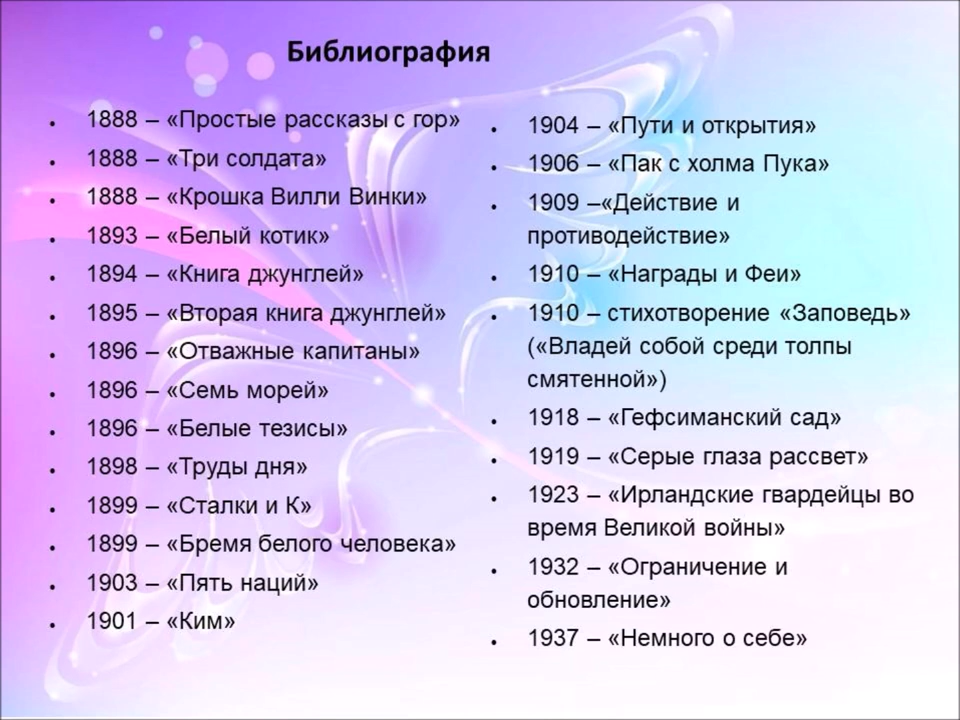 Библиография
• 1888 – «Простые рассказы с гор»
• 1888 – «Три солдата»
• 1888 – «Крошка Вилли Винки»
• 1893 – «Белый котик»
• 1894 – «Книга джунглей»
• 1895 – «Вторая книга джунглей»
• 1896 – «Отважные капитаны»
• 1896 – «Семь морей»
• 1896 – «Белые тезисы»
• 1898 – «Труды дня»
• 1899 – «Сталки и К»
• 1899 – «Бремя белого человека»
• 1903 – «Пять наций»
• 1901 – «Ким»
• 1904 – «Пути и открытия»
• 1906 – «Пак с холма Пука»
• 1909 –«Действие и
противодействие»
• 1910 – «Награды и Феи»
• 1910 – стихотворение «Заповедь»
(«Владей собой среди толпы
смятенной»)
• 1918 – «Гефсиманский сад»
• 1919 – «Серые глаза рассвет»
• 1923 – «Ирландские гвардейцы во
время Великой войны»
• 1932 – «Ограничение и
обновление»
• 1937 – «Немного о себе»